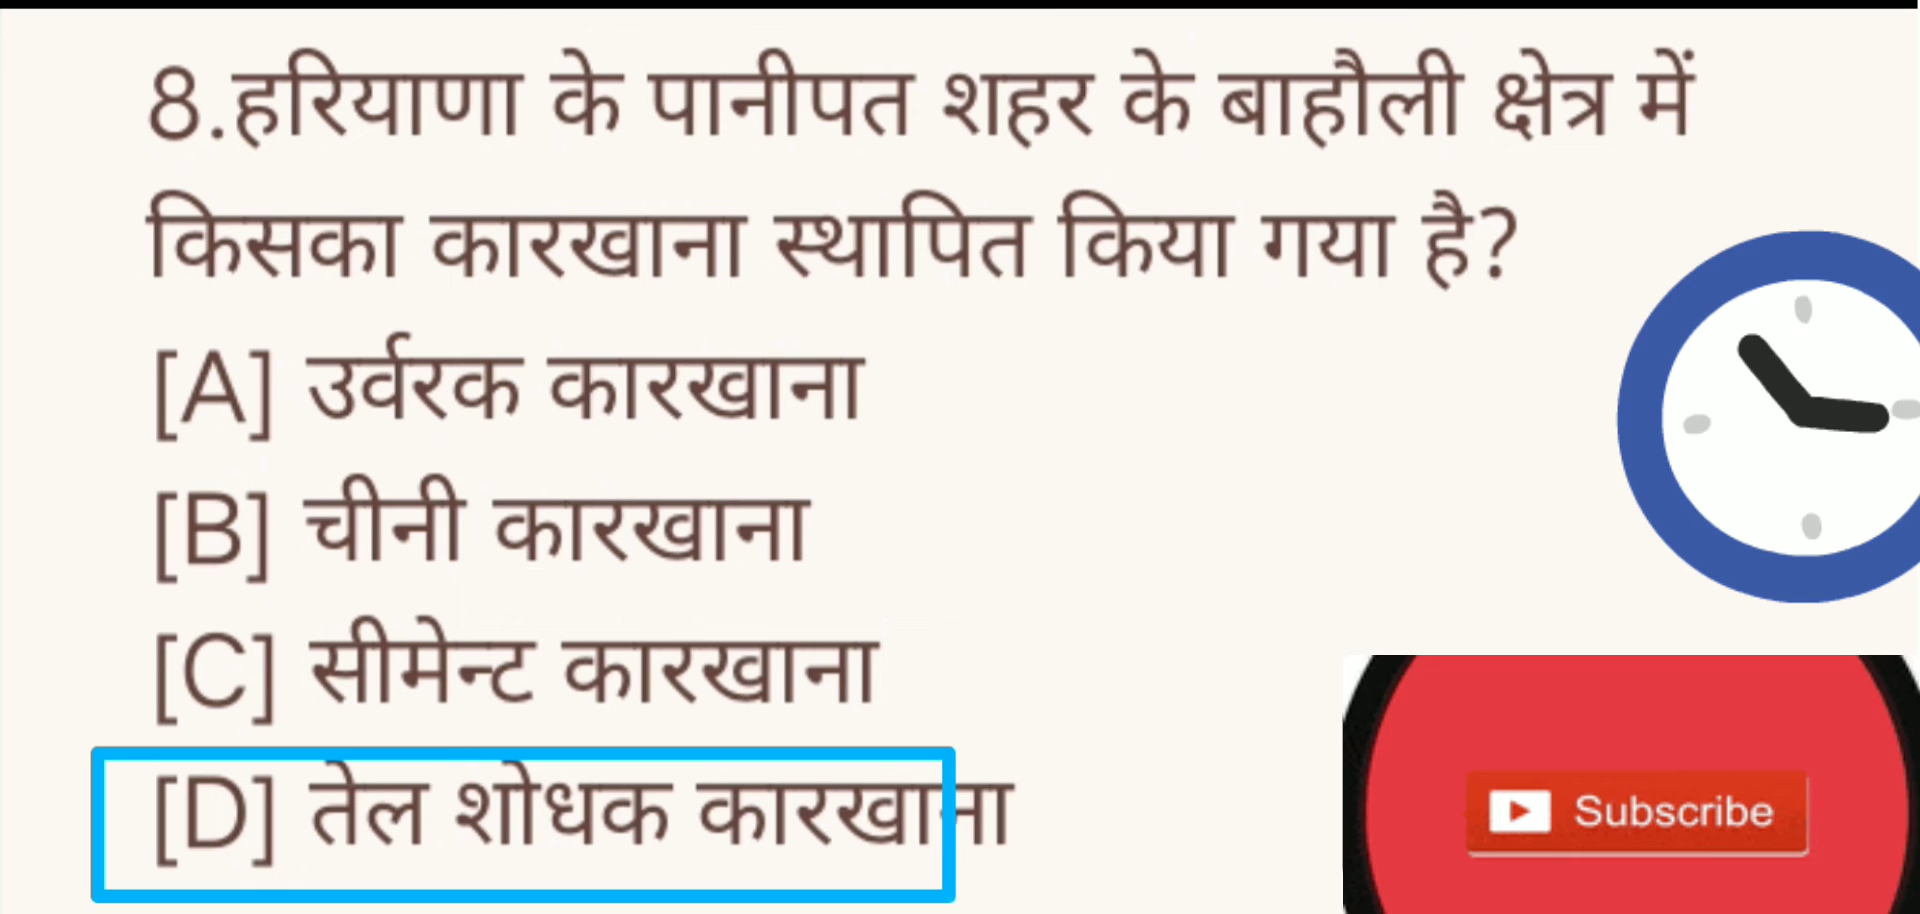 8.हरियाणा के पानीपत शहर के बाहौली क्षेत्र में
किसका कारखाना स्थापित किया गया है?
[A] उर्वरक कारखाना
[B] चीनी कारखाना
[C] सीमेन्ट कारखाना
[D] तेल शोधक कारखाना
Subscribe